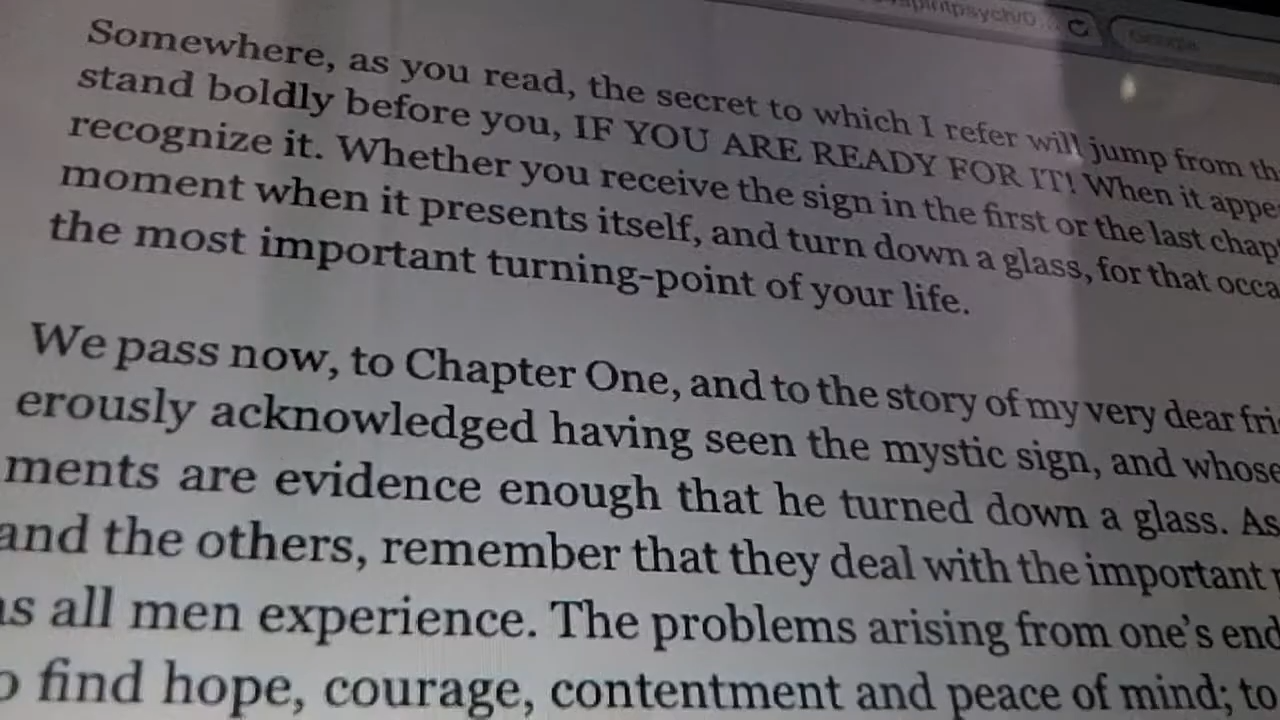 Somewhere, as you read, the secret to which I refer will jump from th
stand boldly before you, IF YOU ARE READY FOR IT! When it appe
recognize it. Whether you receive the sign in the first or the last chap
moment when it presents itself, and turn down a glass, for that occa
the most important turning-point of your life.
We pass now, to Chapter One, and to the story of my very dear fri
erously acknowledged having seen the mystic sign, and whose
ments are evidence enough that he turned down a glass. As
and the others, remember that they deal with the important
as all men experience. The problems arising from one's end
o find hope, courage, contentment and peace of mind; to